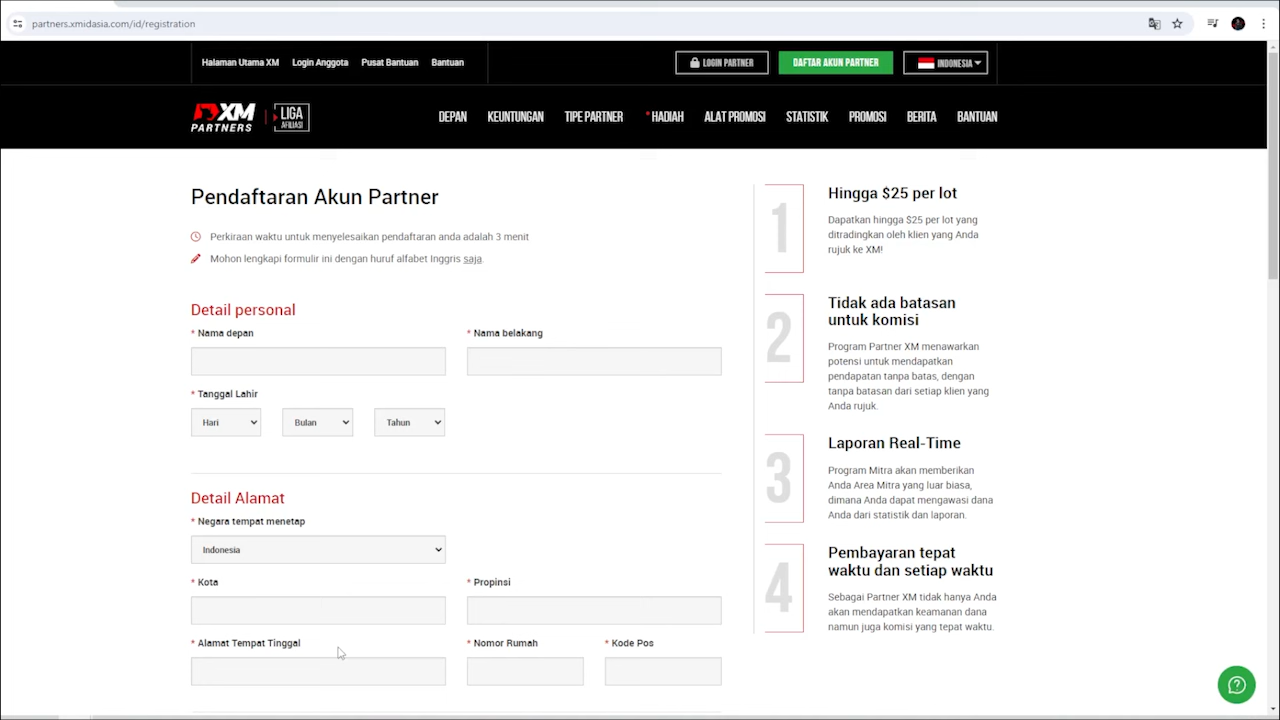 partners.xmidasia.com/id/registration
Halaman Utama XM Login Anggota Pusat Bantuan Bantuan
LOGIN PARTNER DAFTAR AKUN PARTNER INDONESIA
XM PARTNERS LIGA AFILIASI
DEPAN KEUNTUNGAN TIPE PARTNER * HADIAH ALAT PROMOSI STATISTIK PROMOSI BERITA BANTUAN
Pendaftaran Akun Partner
Perkiraan waktu untuk menyelesaikan pendaftaran anda adalah 3 menit
Mohon lengkapi formulir ini dengan huruf alfabet Inggris saja.
Detail personal
* Nama depan * Nama belakang
* Tanggal Lahir
Hari Bulan Tahun
Detail Alamat
* Negara tempat menetap
Indonesia
* Kota * Propinsi
* Alamat Tempat Tinggal * Nomor Rumah * Kode Pos
1
Hingga $25 per lot
Dapatkan hingga $25 per lot yang
ditradingkan oleh klien yang Anda
rujuk ke XM!
2
Tidak ada batasan
untuk komisi
Program Partner XM menawarkan
potensi untuk mendapatkan
pendapatan tanpa batas, dengan
tanpa batasan dari setiap klien yang
Anda rujuk.
3
Laporan Real-Time
Program Mitra akan memberikan
Anda Area Mitra yang luar biasa,
dimana Anda dapat mengawasi dana
Anda dari statistik dan laporan.
4
Pembayaran tepat
waktu dan setiap waktu
Sebagai Partner XM tidak hanya Anda
akan mendapatkan keamanan dana
namun juga komisi yang tepat waktu.